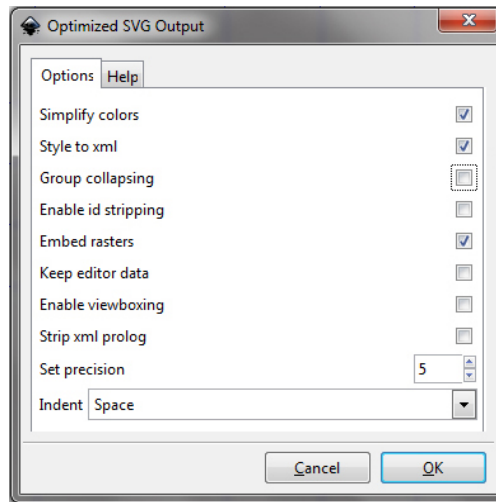 Optimized SVG Output
Options Help
Simplify colors
Style to xml
Group collapsing
Enable id stripping
Embed rasters
Keep editor data
Enable viewboxing
Strip xml prolog
Set precision 5
Indent Space
Cancel OK